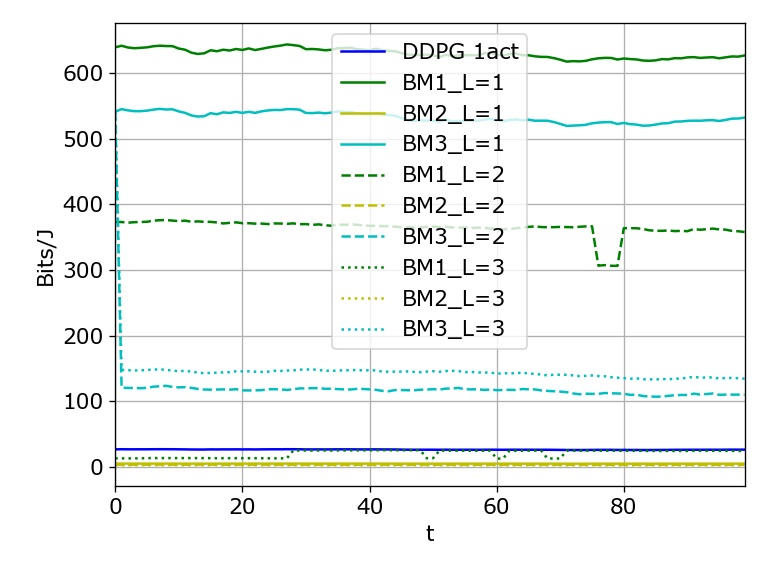 600
500
400
300
200
100
0
Bits/J
DDPG 1act
BM1_L=1
BM2_L=1
BM3_L=1
BM1_L=2
BM2_L=2
BM3_L=2
BM1_L=3
BM2_L=3
BM3_L=3
0 20 40 60 80
t